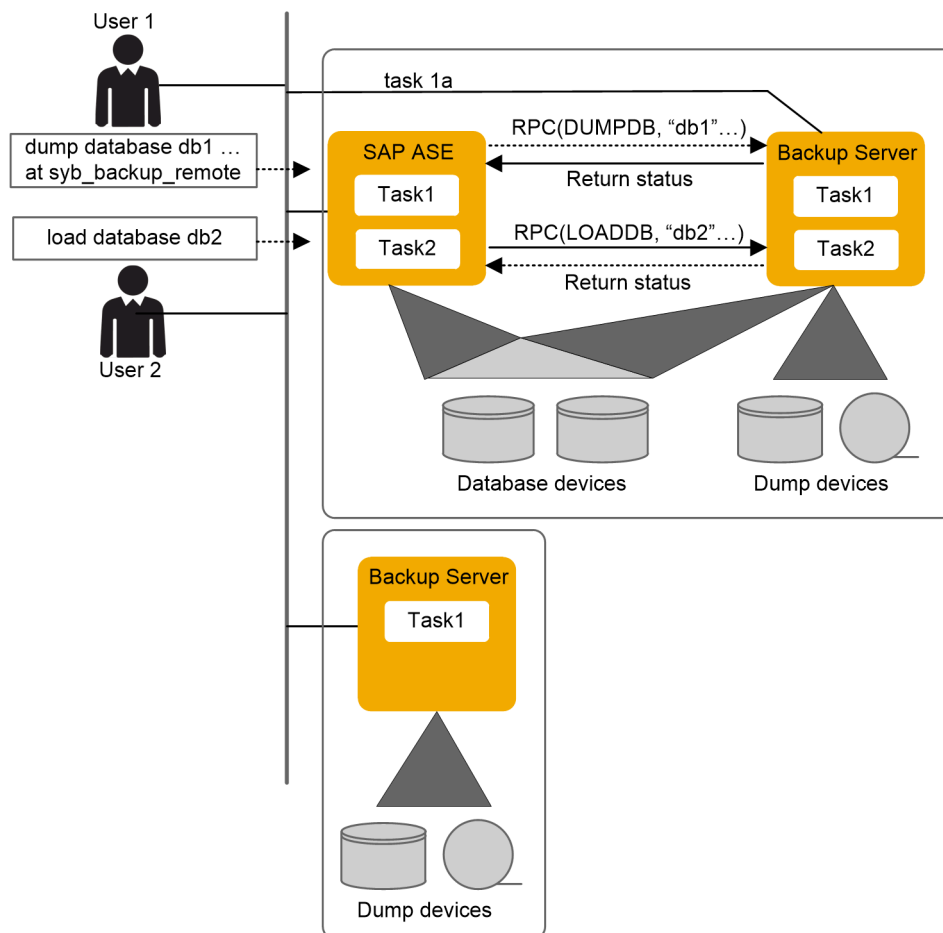 User 1
task 1a
dump database db1 …
at syb_backup_remote
SAP ASE
RPC(DUMPDB, “db1”…)
Backup Server
Return status
Task1
Task1
load database db2
Task2
RPC(LOADDB, “db2”…)
Task2
Return status
User 2
Database devices
Dump devices
Backup Server
Task1
Dump devices